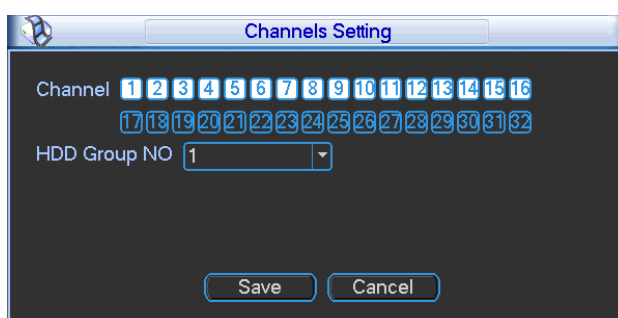 Channels Setting
Channel 1 2 3 4 5 6 7 8 9 10 11 12 13 14 15 16
17 18 19 20 21 22 23 24 25 26 27 28 29 30 31 32
HDD Group NO 1
Save Cancel